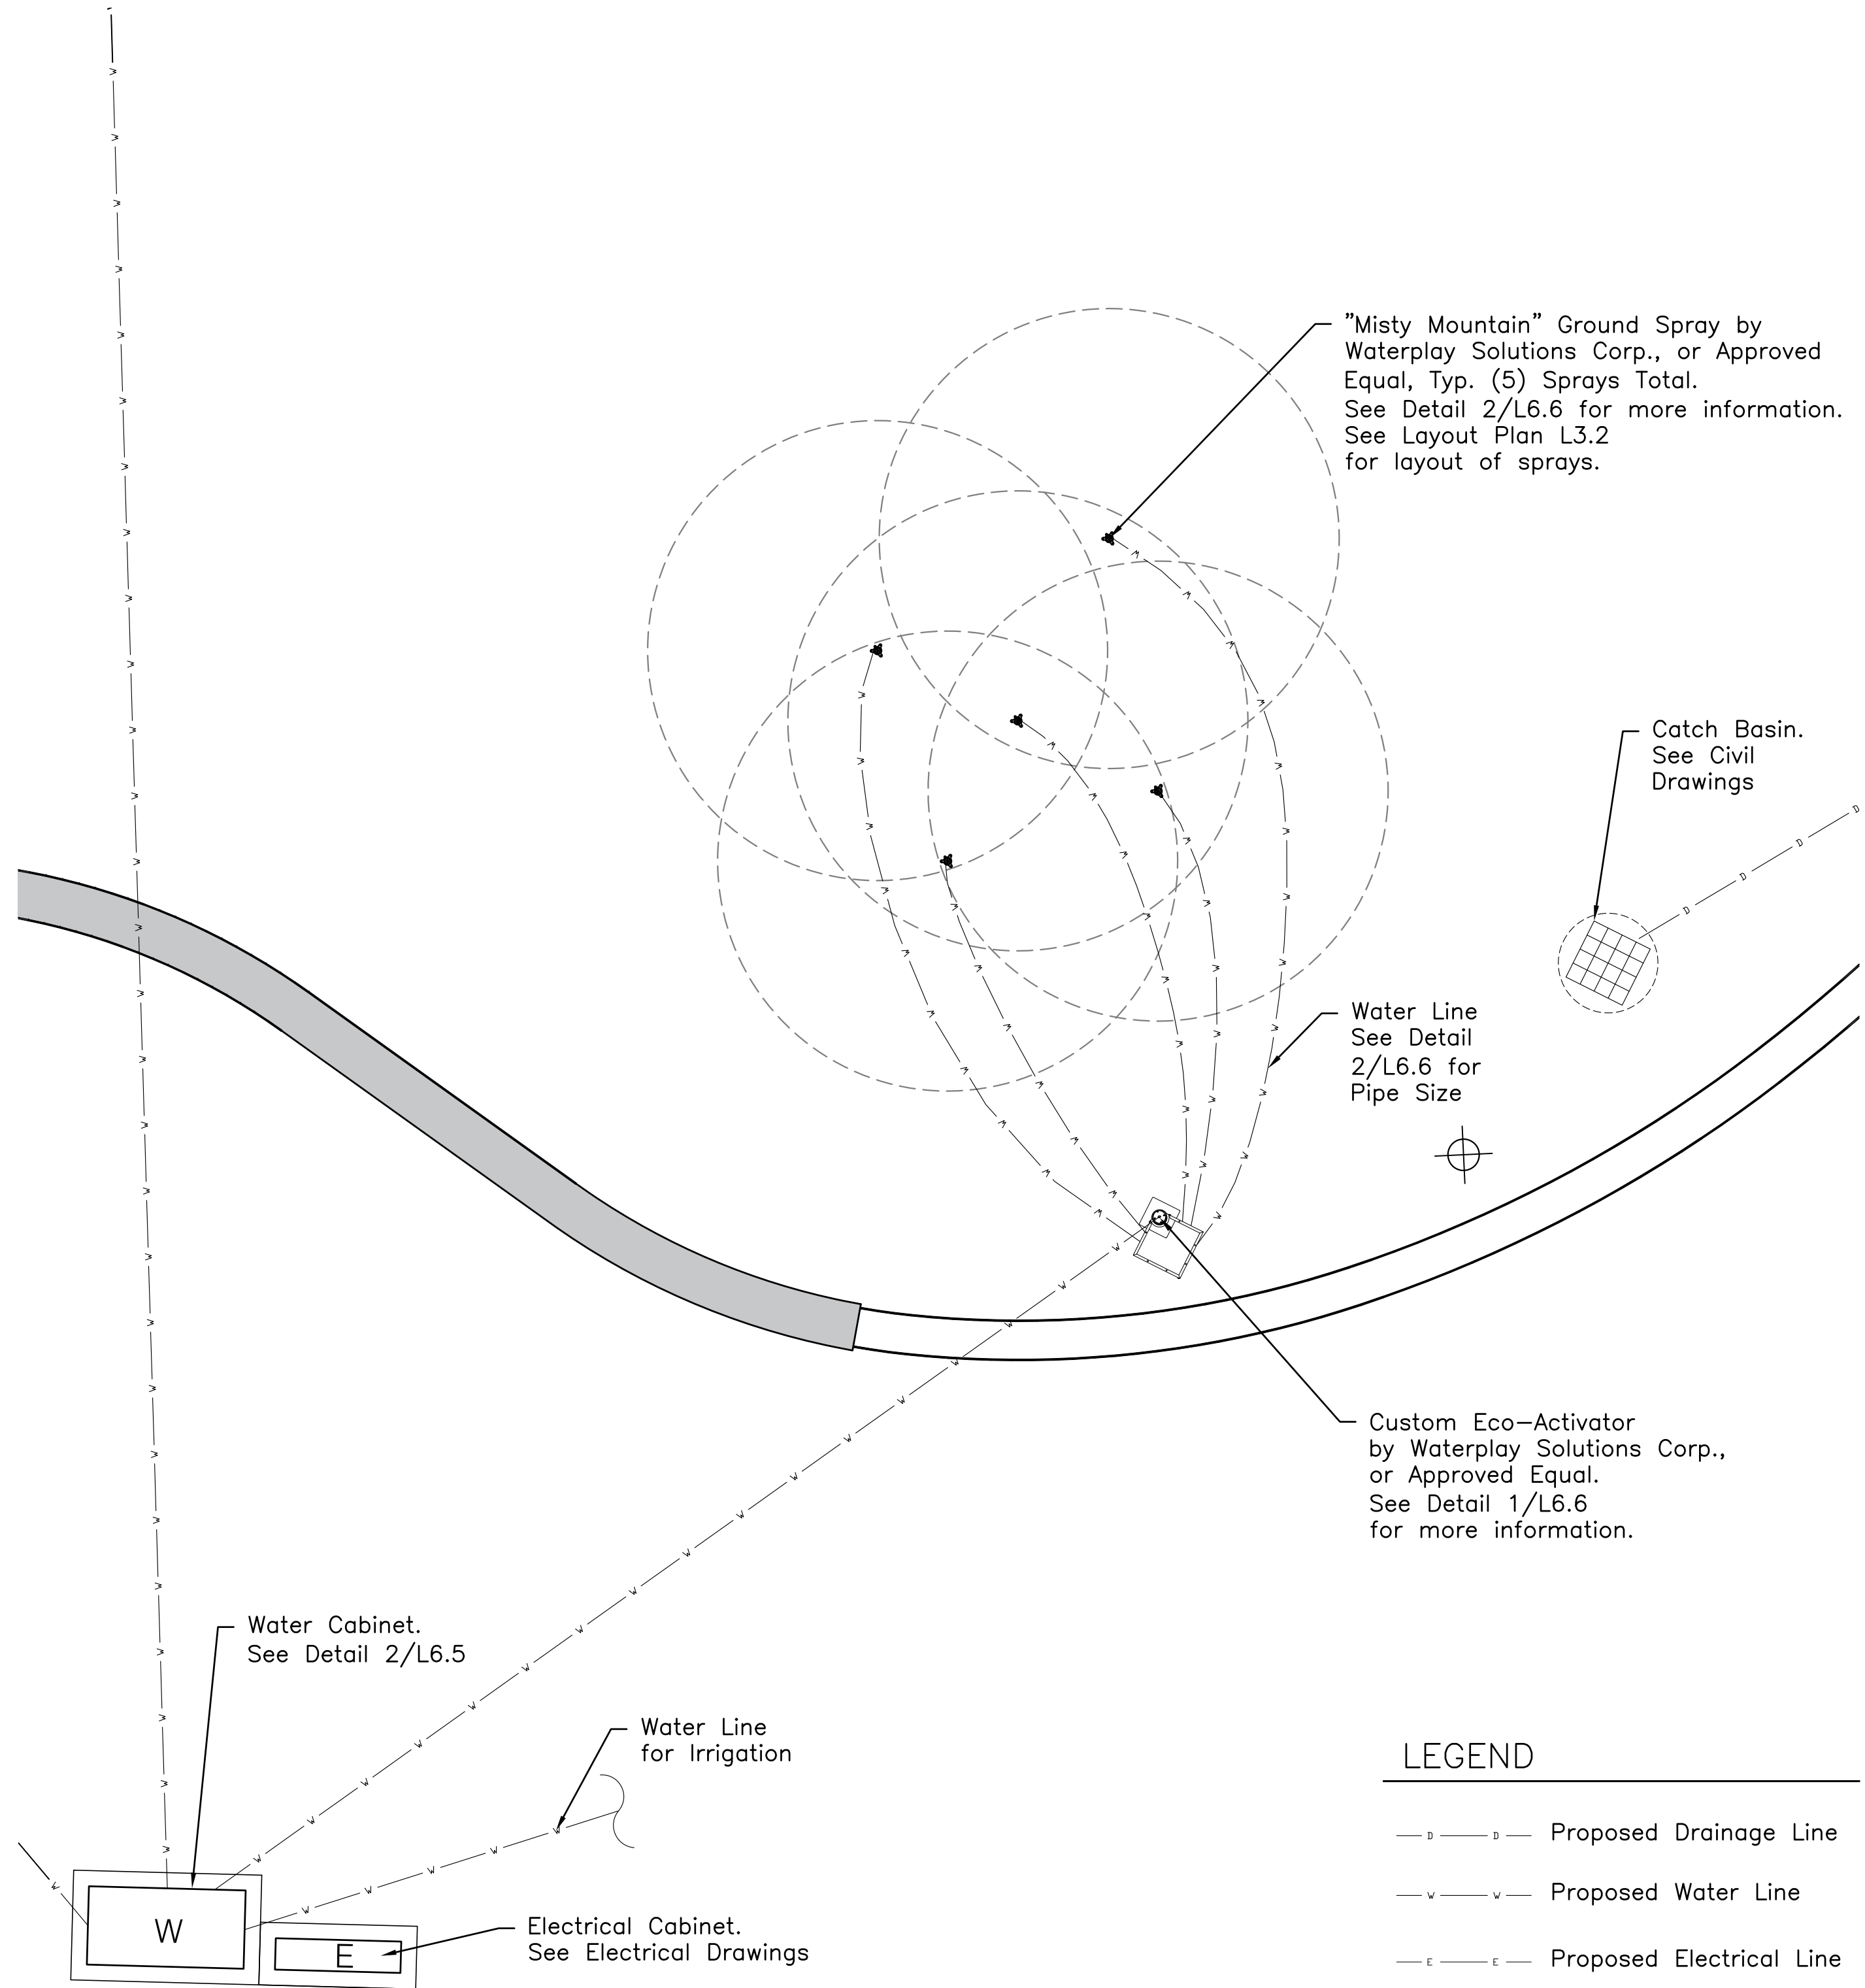 "Misty Mountain" Ground Spray by
Waterplay Solutions Corp., or Approved
Equal, Typ. (5) Sprays Total.
See Detail 2/L6.6 for more information.
See Layout Plan L3.2
for layout of sprays.
Catch Basin.
See Civil
Drawings
Water Line
See Detail
2/L6.6 for
Pipe Size
Custom Eco-Activator
by Waterplay Solutions Corp.,
or Approved Equal.
See Detail 1/L6.6
for more information.
Water Cabinet.
See Detail 2/L6.5
Water Line
for Irrigation
W
E
Electrical Cabinet.
See Electrical Drawings
LEGEND
D D Proposed Drainage Line
W W Proposed Water Line
E E Proposed Electrical Line